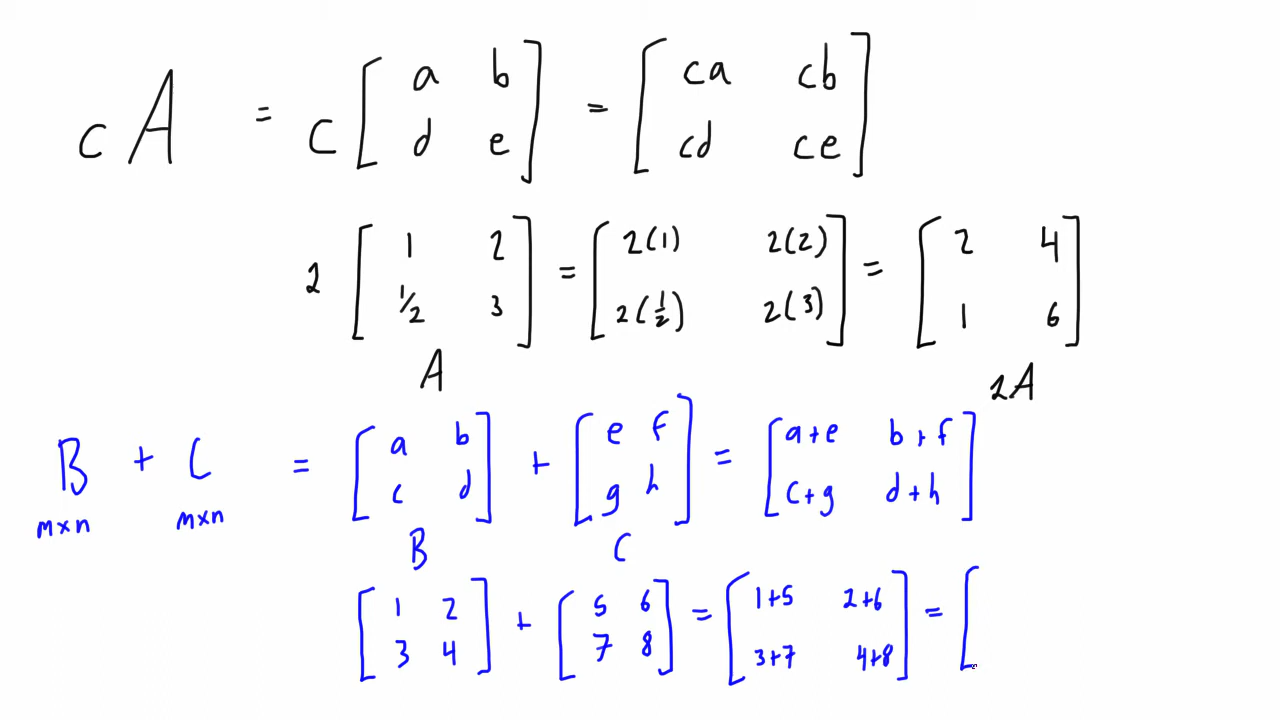 cA = c [ a b ; d e ] = [ ca cb ; cd ce ]
2 [ 1 2 ; 1/2 3 ] = [ 2(1) 2(2) ; 2(1/2) 2(3) ] = [ 2 4 ; 1 6 ]
A 2A
B + C = [ a b ; c d ] + [ e f ; g h ] = [ a+e b+f ; c+g d+h ]
m×n m×n
B C
[ 1 2 ; 3 4 ] + [ 5 6 ; 7 8 ] = [ 1+5 2+6 ; 3+7 4+8 ] = [